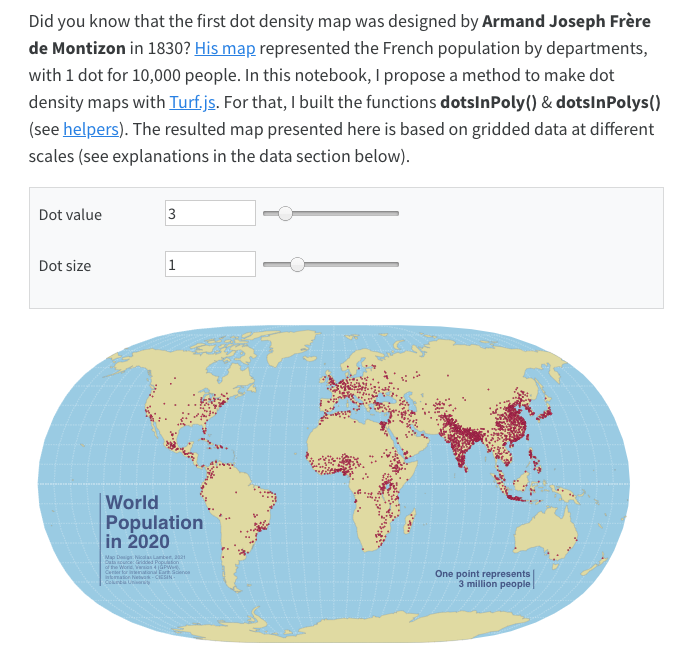 Did you know that the first dot density map was designed by Armand Joseph Frère
de Montizon in 1830? His map represented the French population by departments,
with 1 dot for 10,000 people. In this notebook, I propose a method to make dot
density maps with Turf.js. For that, I built the functions dotsInPoly() & dotsInPolys()
(see helpers). The resulted map presented here is based on gridded data at different
scales (see explanations in the data section below).
Dot value
3
Dot size
1
World
Population
in 2020
Map Design: Nicolas Lambert, 2021
Data source: Gridded Population
of the World, Version 4 (GPWv4),
Center for International Earth Science
Information Network - CIESIN -
Columbia University
One point represents
3 million people